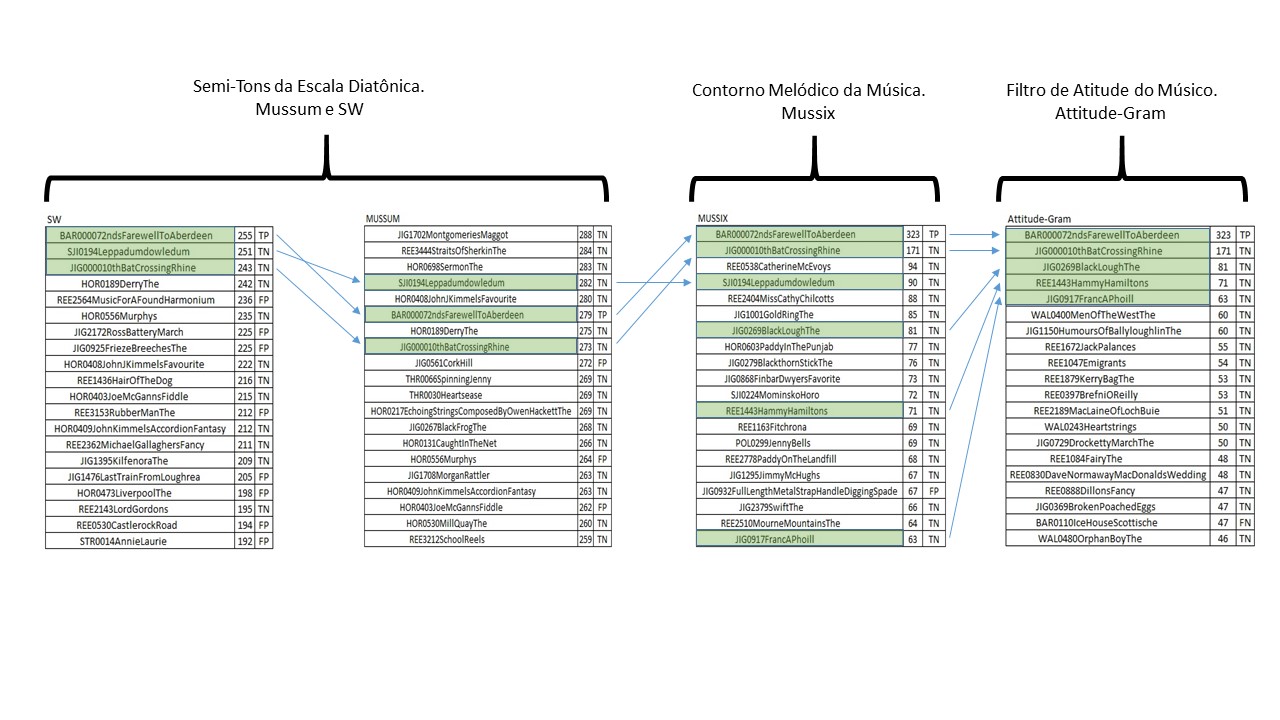 Semi-Tons da Escala Diatônica.
Mussum e SW
Contorno Melódico da Música.
Mussix
Filtro de Atitude do Músico.
Attitude-Gram
SW
BAR000072ndsFarewellToAberdeen 255 TP
SJI0194Leppadumdowledum 251 TN
JIG000010thBatCrossingRhine 243 TN
HOR0189DerryThe 242 TN
REE2564MusicForAFoundHarmonium 236 FP
HOR0556Murphys 235 TN
JIG2172RossBatteryMarch 225 FP
JIG0925FriezeBreechesThe 225 FP
HOR0408JohnJKimmelsFavourite 222 TN
REE1436HairOfTheDog 216 TN
HOR0403JoeMcGannsFiddle 215 TN
REE3153RubberManThe 212 FP
HOR0409JohnKimmelsAccordionFantasy 212 TN
REE2362MichaelGallaghersFancy 211 TN
JIG1395KilfenoraThe 209 TN
JIG1476LastTrainFromLoughrea 205 FP
HOR0473LiverpoolThe 198 FP
REE2143LordGordons 195 TN
REE0530CastlerockRoad 194 FP
STR0014AnnieLaurie 192 FP
MUSSUM
JIG1702MontgomeriesMaggot 288 TN
REE3444StraitsOfSherkinThe 284 TN
HOR0698SermonThe 283 TN
SJI0194Leppadumdowledum 282 TN
HOR0408JohnJKimmelsFavourite 280 TN
BAR000072ndsFarewellToAberdeen 279 TP
HOR0189DerryThe 275 TN
JIG000010thBatCrossingRhine 273 TN
JIG0561CorkHill 272 FP
THR0066SpinningJenny 269 TN
THR0030Heartsease 269 TN
HOR0217EchoingStringsComposedByOwenHackettThe 269 TN
JIG0267BlackFrogThe 268 TN
HOR0131CaughtInTheNet 266 TN
HOR0556Murphys 264 FP
JIG1708MorganRattler 263 TN
HOR0409JohnKimmelsAccordionFantasy 263 TN
HOR0403JoeMcGannsFiddle 262 FP
HOR0530MillQuayThe 260 TN
REE3212SchoolReels 259 TN
MUSSIX
BAR000072ndsFarewellToAberdeen 323 TP
JIG000010thBatCrossingRhine 171 TN
REE0538CatherineMcEvoys 94 TN
SJI0194Leppadumdowledum 90 TN
REE2404MissCathyChilcotts 88 TN
JIG1001GoldRingThe 85 TN
JIG0269BlackLoughThe 81 TN
HOR0603PaddyInThePunjab 77 TN
JIG0279BlackthornStickThe 76 TN
JIG0868FinbarDwyersFavorite 73 TN
SJI0224MominskoHoro 72 TN
REE1443HammyHamiltons 71 TN
REE1163Fitchrona 69 TN
POL0299JennyBells 69 TN
REE2778PaddyOnTheLandfill 68 TN
JIG1295JimmyMcHughs 67 TN
JIG0932FullLengthMetalStrapHandleDiggingSpade 67 FP
JIG2379SwiftThe 66 TN
REE2510MourneMountainsThe 64 TN
JIG0917FrancAPhoill 63 TN
Attitude-Gram
BAR000072ndsFarewellToAberdeen 323 TP
JIG000010thBatCrossingRhine 171 TN
JIG0269BlackLoughThe 81 TN
REE1443HammyHamiltons 71 TN
JIG0917FrancAPhoill 63 TN
WAL0400MenOfTheWestThe 60 TN
JIG1150HumoursOfBallyloughlinThe 60 TN
REE1672JackPalances 55 TN
REE1047Emigrants 54 TN
REE1879KerryBagThe 53 TN
REE0397BrefniOReilly 53 TN
REE2189MacLaineOfLochBuie 51 TN
WAL0243Heartstrings 50 TN
JIG0729DrockettyMarchThe 50 TN
REE1084FairyThe 48 TN
REE0830DaveNormawayMacDonaldsWedding 48 TN
REE0888DillonsFancy 47 TN
JIG0369BrokenPoachedEggs 47 TN
BAR0110IceHouseScottische 47 FN
WAL0480OrphanBoyThe 46 TN